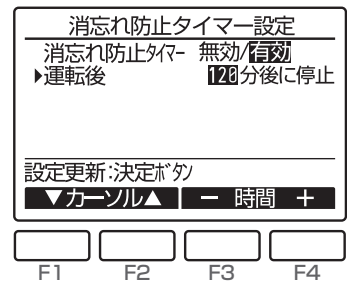 消忘れ防止タイマー設定
消忘れ防止ﾀｲﾏｰ 無効/有効
▶運転後 120分後に停止
設定更新:決定ﾎﾞﾀﾝ
▼カーソル▲ － 時間 ＋
F1 F2 F3 F4